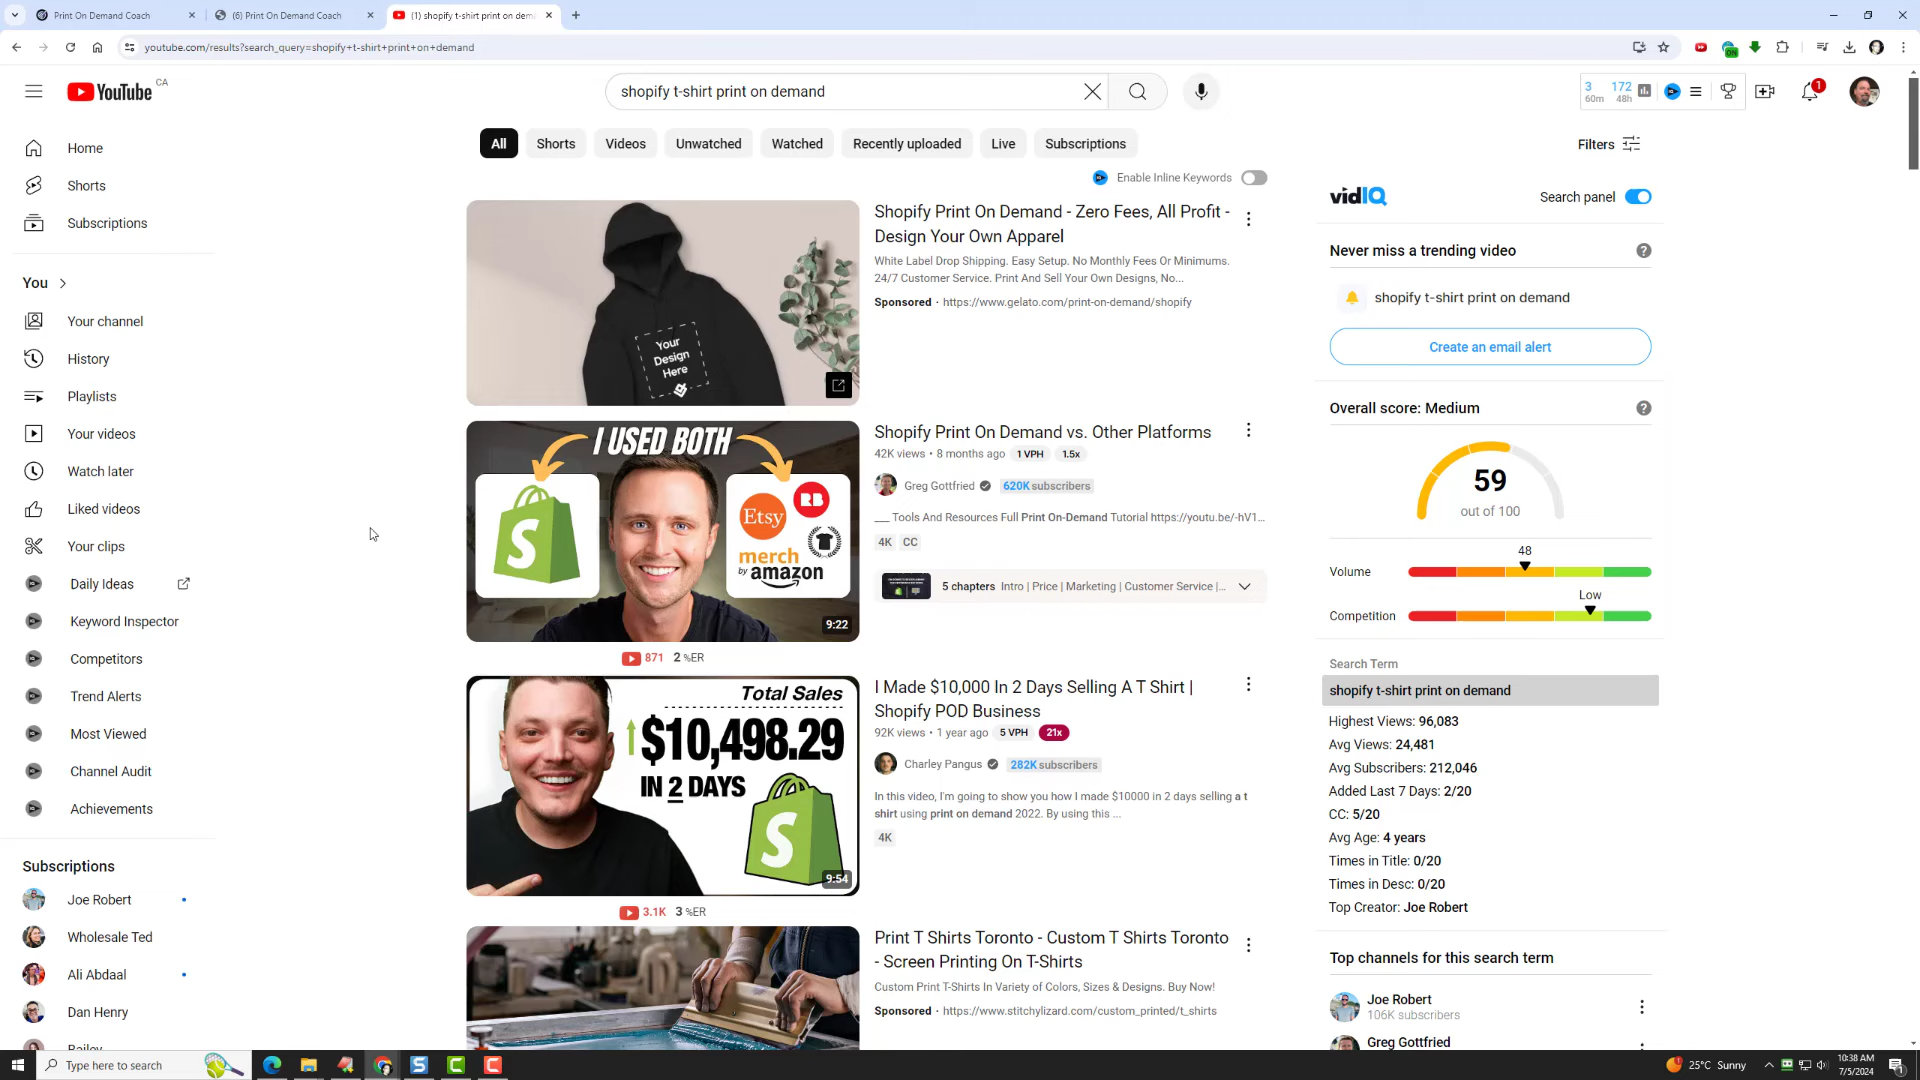 Print On Demand Coach
(6) Print On Demand Coach
(1) shopify t-shirt print on dem
youtube.com/results?search_query=shopify+t-shirt+print+on+demand
YouTube CA
shopify t-shirt print on demand
3
60m
172
48h
1
All
Shorts
Videos
Unwatched
Watched
Recently uploaded
Live
Subscriptions
Filters
Enable Inline Keywords
Home
Shorts
Subscriptions
You
Your channel
History
Playlists
Your videos
Watch later
Liked videos
Your clips
Daily Ideas
Keyword Inspector
Competitors
Trend Alerts
Most Viewed
Channel Audit
Achievements
Subscriptions
Joe Robert
Wholesale Ted
Ali Abdaal
Dan Henry
Bailey
Your
Design
Here
Shopify Print On Demand - Zero Fees, All Profit -
Design Your Own Apparel
White Label Drop Shipping. Easy Setup. No Monthly Fees Or Minimums.
24/7 Customer Service. Print And Sell Your Own Designs, No...
Sponsored · https://www.gelato.com/print-on-demand/shopify
I USED BOTH
S
Etsy
RB
merch
by amazon
9:22
871 2 %ER
Shopify Print On Demand vs. Other Platforms
42K views • 8 months ago 1 VPH 1.5x
Greg Gottfried 620K subscribers
___ Tools And Resources Full Print On-Demand Tutorial https://youtu.be/-hV1...
4K CC
5 chapters Intro | Price | Marketing | Customer Service |...
Total Sales
$10,498.29
IN 2 DAYS
S
9:54
3.1K 3 %ER
I Made $10,000 In 2 Days Selling A T Shirt |
Shopify POD Business
92K views • 1 year ago 5 VPH 21x
Charley Pangus 282K subscribers
In this video, I'm going to show you how I made $10000 in 2 days selling a t
shirt using print on demand 2022. By using this ...
4K
Print T Shirts Toronto - Custom T Shirts Toronto
- Screen Printing On T-Shirts
Custom Print T-Shirts In Variety of Colors, Sizes & Designs. Buy Now!
Sponsored · https://www.stitchylizard.com/custom_printed/t_shirts
vidIQ
Search panel
Never miss a trending video
shopify t-shirt print on demand
Create an email alert
Overall score: Medium
59
out of 100
48
Volume
Low
Competition
Search Term
shopify t-shirt print on demand
Highest Views: 96,083
Avg Views: 24,481
Avg Subscribers: 212,046
Added Last 7 Days: 2/20
CC: 5/20
Avg Age: 4 years
Times in Title: 0/20
Times in Desc: 0/20
Top Creator: Joe Robert
Top channels for this search term
Joe Robert
106K subscribers
Greg Gottfried
Type here to search
25°C Sunny
10:38 AM
7/5/2024